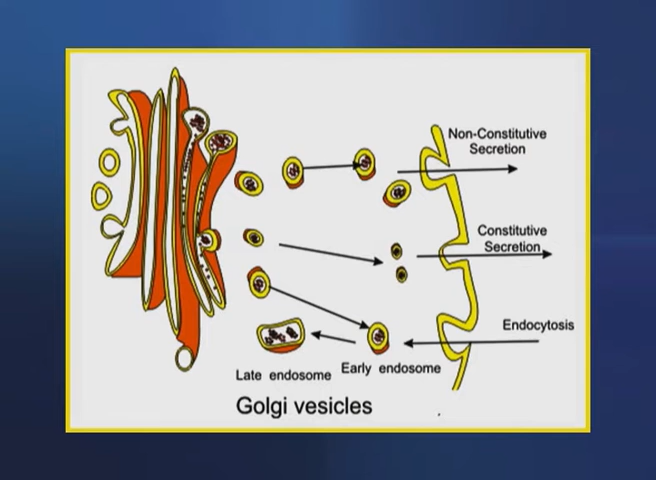 Non-Constitutive
Secretion
Constitutive
Secretion
Endocytosis
Early endosome
Late endosome
Golgi vesicles